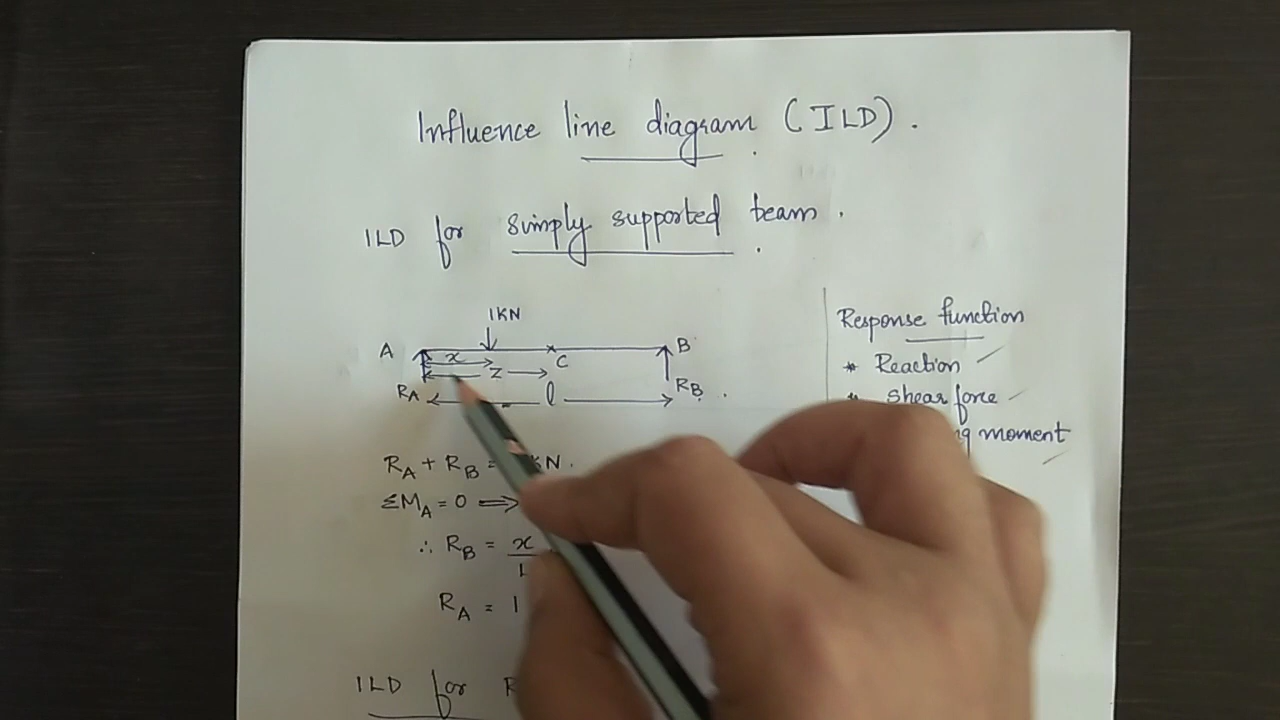 Influence line diagram (ILD).
ILD for simply supported beam.
1KN
A x C B
z
RA l RB.
RA + RB = KN.
ΣMA = 0 ⟹
∴ RB = x
RA = 1
ILD for R
Response function
* Reaction ✓
* Shear force ✓
moment ✓